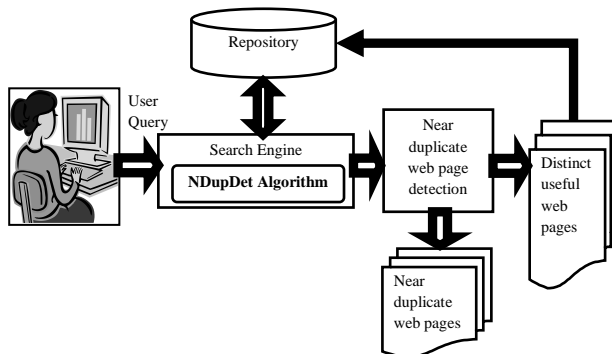 Repository
User
Query
Search Engine
NDupDet Algorithm
Near
duplicate
web page
detection
Distinct
useful
web
pages
Near
duplicate
web pages